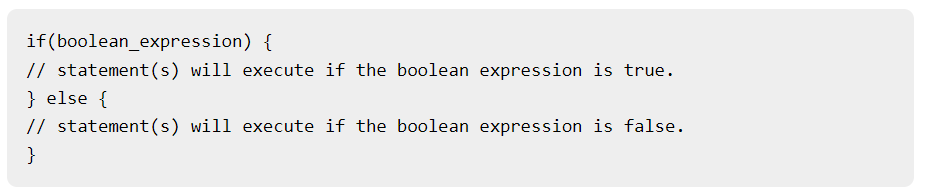 if(boolean_expression) {
// statement(s) will execute if the boolean expression is true.
} else {
// statement(s) will execute if the boolean expression is false.
}